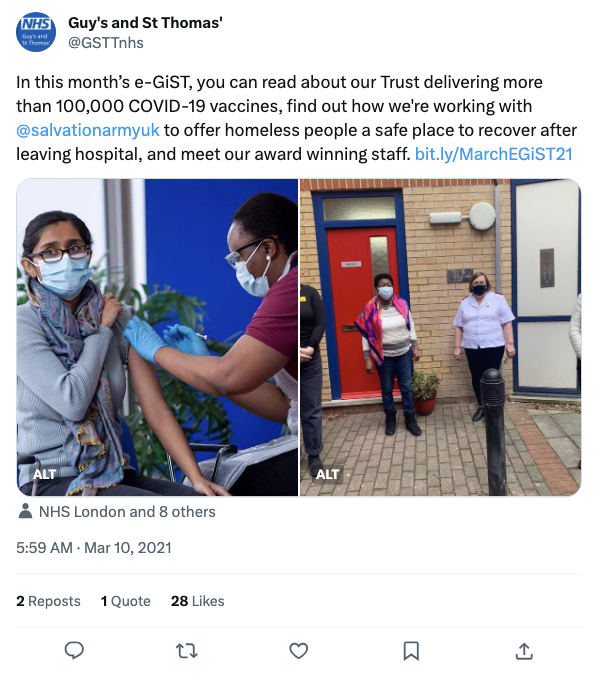 NHS
Guy's and
St Thomas'
Guy's and St Thomas'
@GSTTnhs
In this month’s e-GiST, you can read about our Trust delivering more
than 100,000 COVID-19 vaccines, find out how we're working with
@salvationarmyuk to offer homeless people a safe place to recover after
leaving hospital, and meet our award winning staff. bit.ly/MarchEGiST21
ALT
ALT
NHS London and 8 others
5:59 AM · Mar 10, 2021
2 Reposts 1 Quote 28 Likes